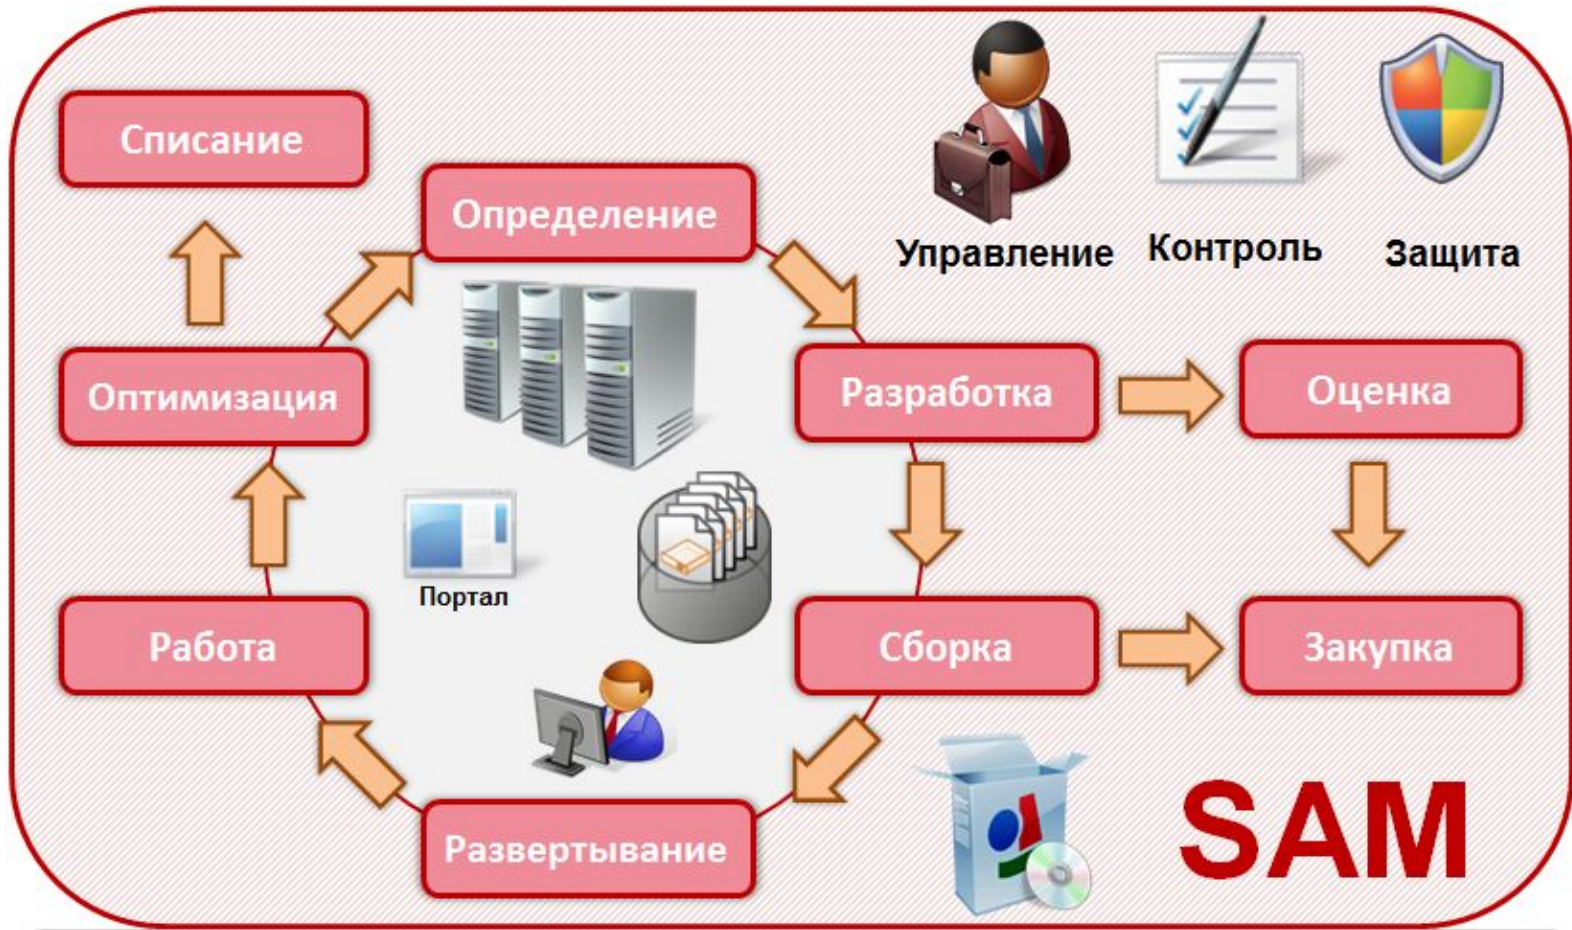 Списание
Определение
Управление
Контроль
Защита
Оптимизация
Разработка
Оценка
Портал
Работа
Сборка
Закупка
Развертывание
SAM